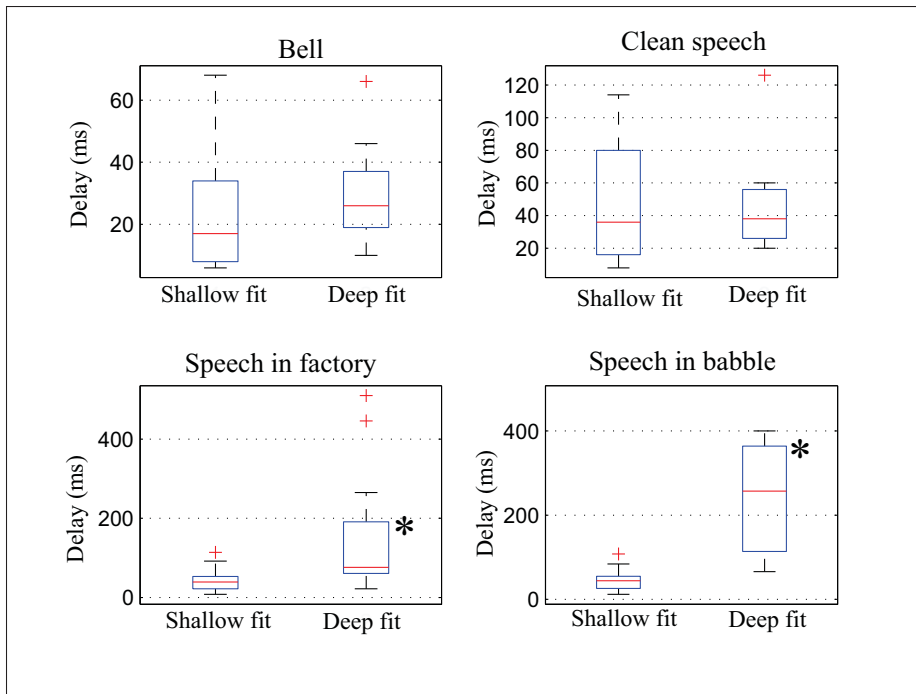 Bell
60
40
20
Delay (ms)
Shallow fit
Deep fit
Clean speech
120
100
80
60
40
20
Delay (ms)
Shallow fit
Deep fit
Speech in factory
400
200
0
Delay (ms)
*
Shallow fit
Deep fit
Speech in babble
400
200
0
Delay (ms)
*
Shallow fit
Deep fit